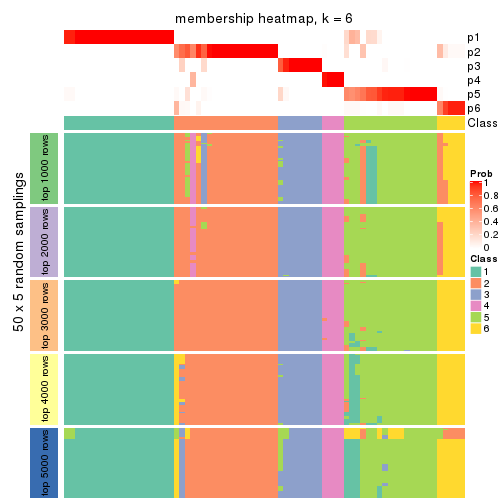 membership heatmap, k = 6
p1
p2
p3
p4
p5
p6
Class
50 x 5 random samplings
top 1000 rows
top 2000 rows
top 3000 rows
top 4000 rows
top 5000 rows
Prob
1
0.8
0.6
0.4
0.2
0
Class
1
2
3
4
5
6